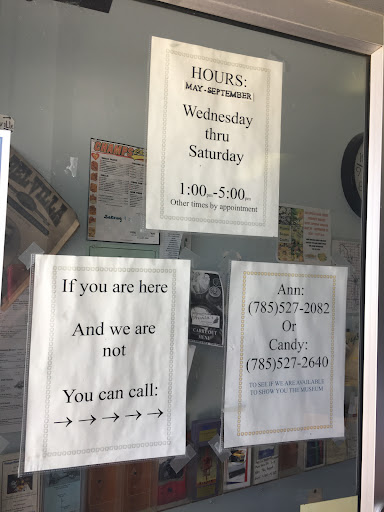 HOURS:
MAY-SEPTEMBER
Wednesday
thru
Saturday
1:00pm-5:00pm
Other times by appointment
If you are here
And we are
not
You can call:
→→→→→
Ann:
(785)527-2082
Or
Candy:
(785)527-2640
TO SEE IF WE ARE AVAILABLE
TO SHOW YOU THE MUSEUM